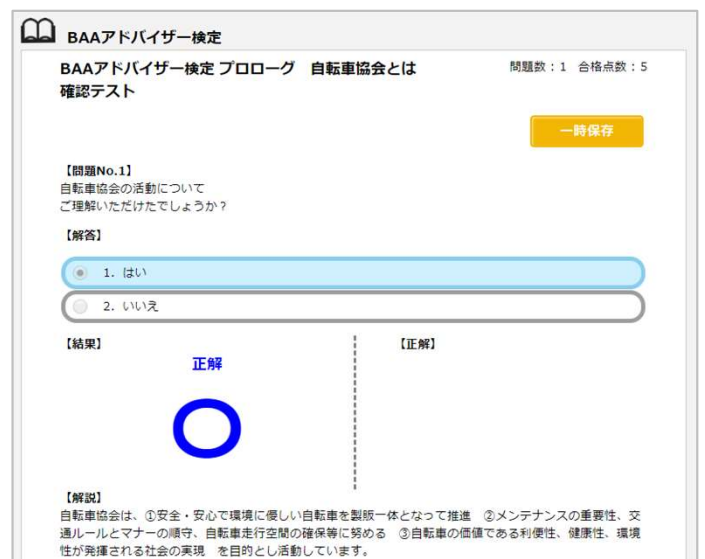 BAAアドバイザー検定
BAAアドバイザー検定 プロローグ　自転車協会とは
確認テスト
問題数：1　合格点数：5
一時保存
【問題No.1】
自転車協会の活動について
ご理解いただけたでしょうか？
【解答】
1. はい
2. いいえ
【結果】
正解
【正解】
【解説】
自転車協会は、①安全・安心で環境に優しい自転車を製販一体となって推進　②メンテナンスの重要性、交
通ルールとマナーの順守、自転車走行空間の確保等に努める　③自転車の価値である利便性、健康性、環境
性が発揮される社会の実現　を目的とし活動しています。